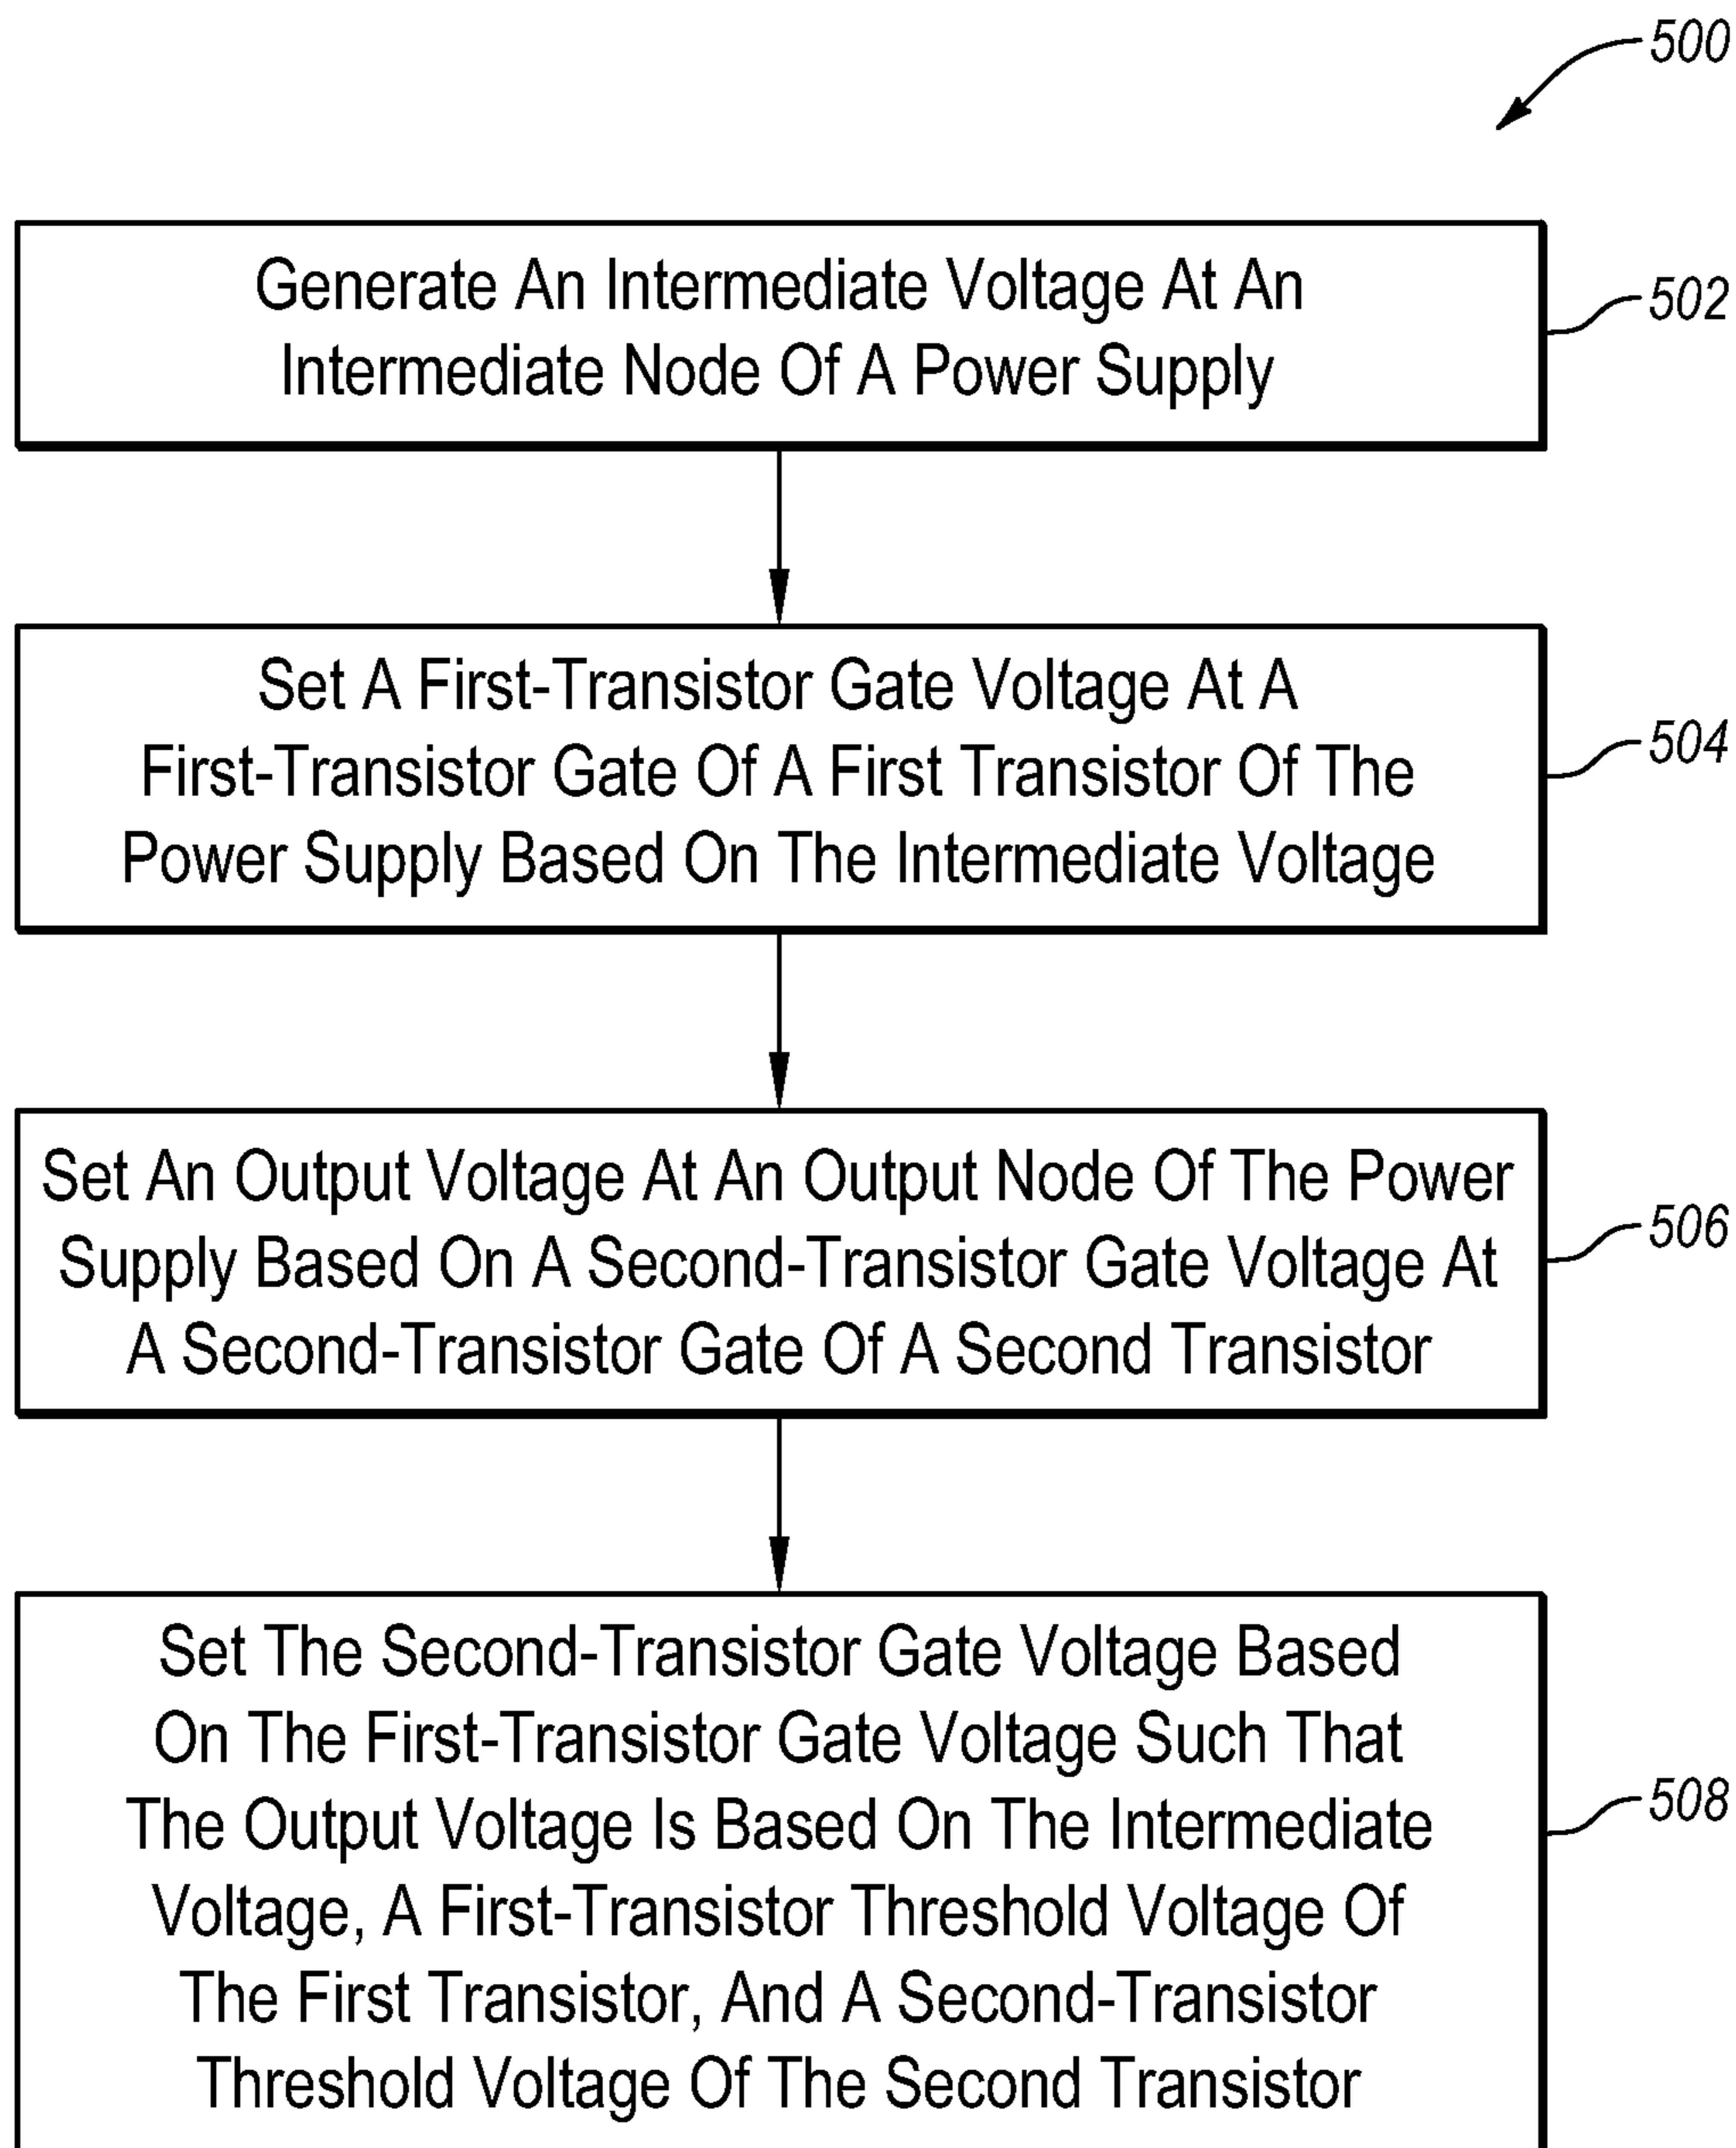 500
Generate An Intermediate Voltage At An
Intermediate Node Of A Power Supply
502
Set A First-Transistor Gate Voltage At A
First-Transistor Gate Of A First Transistor Of The
Power Supply Based On The Intermediate Voltage
504
Set An Output Voltage At An Output Node Of The Power
Supply Based On A Second-Transistor Gate Voltage At
A Second-Transistor Gate Of A Second Transistor
506
Set The Second-Transistor Gate Voltage Based
On The First-Transistor Gate Voltage Such That
The Output Voltage Is Based On The Intermediate
Voltage, A First-Transistor Threshold Voltage Of
The First Transistor, And A Second-Transistor
Threshold Voltage Of The Second Transistor
508